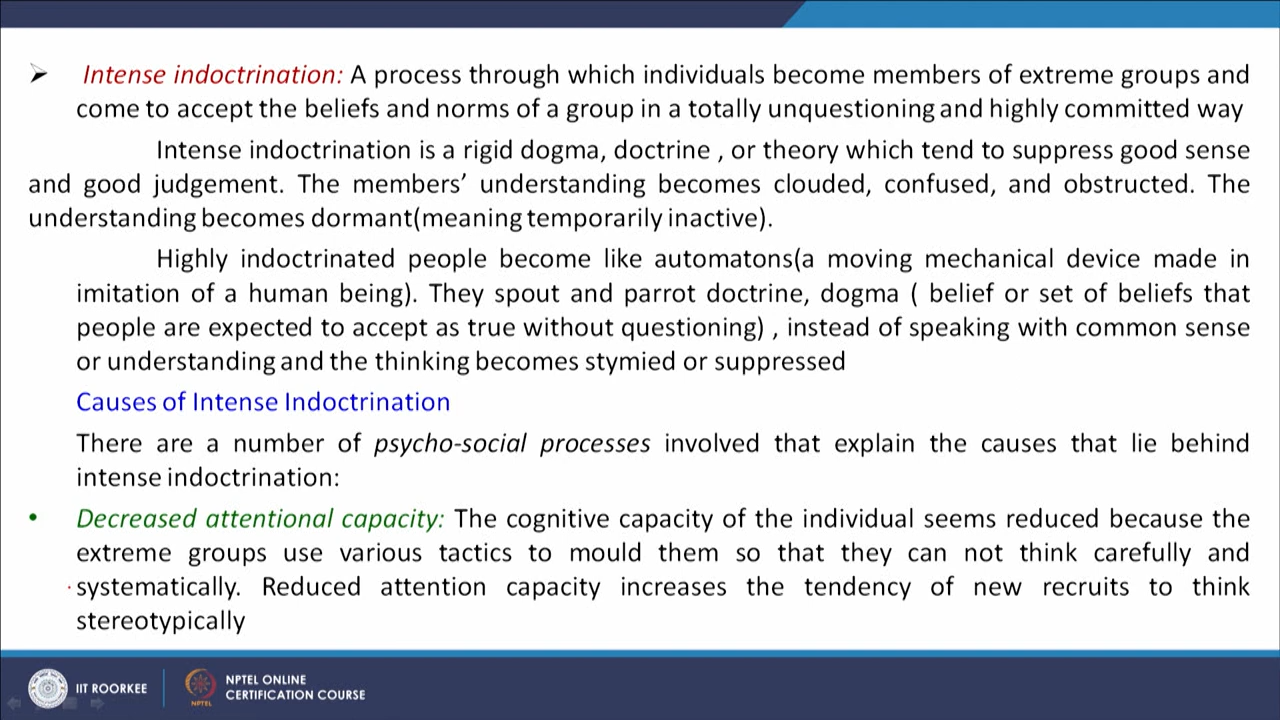 ➤ Intense indoctrination: A process through which individuals become members of extreme groups and
come to accept the beliefs and norms of a group in a totally unquestioning and highly committed way
Intense indoctrination is a rigid dogma, doctrine , or theory which tend to suppress good sense
and good judgement. The members’ understanding becomes clouded, confused, and obstructed. The
understanding becomes dormant(meaning temporarily inactive).
Highly indoctrinated people become like automatons(a moving mechanical device made in
imitation of a human being). They spout and parrot doctrine, dogma ( belief or set of beliefs that
people are expected to accept as true without questioning) , instead of speaking with common sense
or understanding and the thinking becomes stymied or suppressed
Causes of Intense Indoctrination
There are a number of psycho-social processes involved that explain the causes that lie behind
intense indoctrination:
• Decreased attentional capacity: The cognitive capacity of the individual seems reduced because the
extreme groups use various tactics to mould them so that they can not think carefully and
systematically. Reduced attention capacity increases the tendency of new recruits to think
stereotypically
IIT ROORKEE
NPTEL
NPTEL ONLINE
CERTIFICATION COURSE